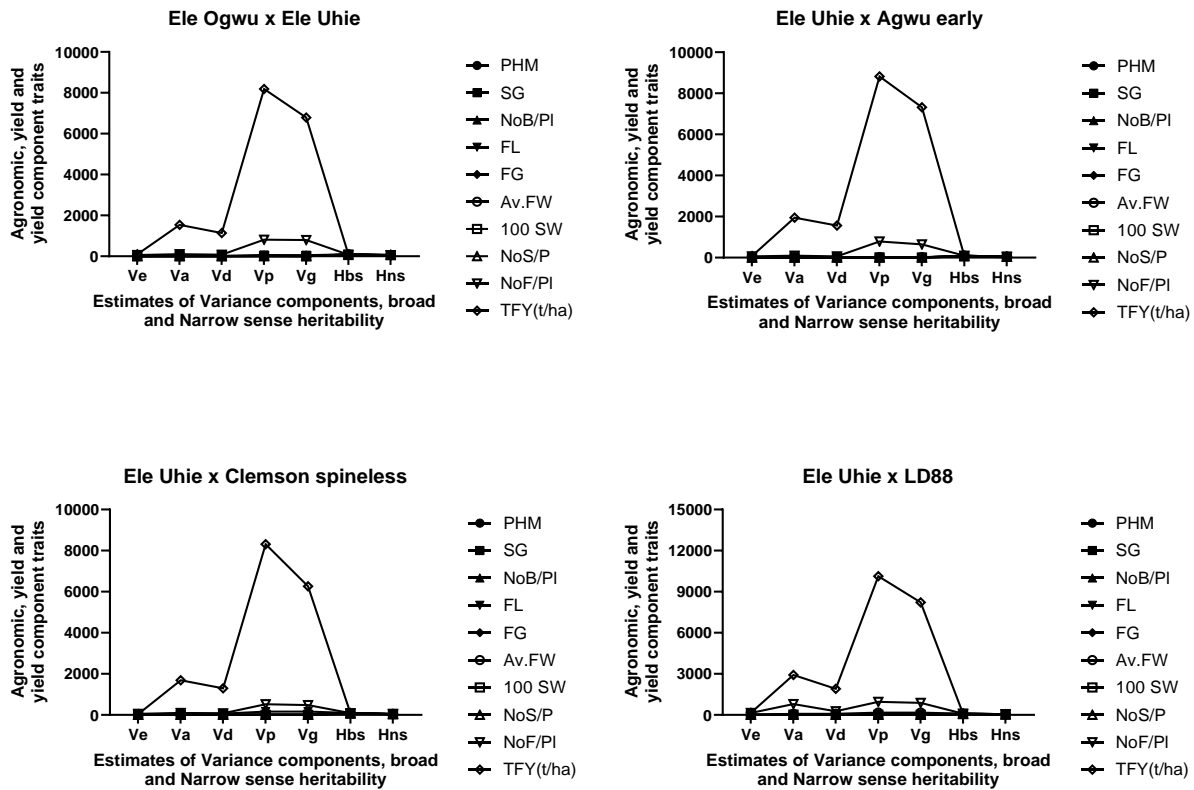 Ele Ogwu x Ele Uhie
Agronomic, yield and
yield component traits
10000
8000
6000
4000
2000
0
Ve Va Vd Vp Vg Hbs Hns
Estimates of Variance components, broad
and Narrow sense heritability
PHM
SG
NoB/Pl
FL
FG
Av.FW
100 SW
NoS/P
NoF/Pl
TFY(t/ha)
Ele Uhie x Agwu early
Agronomic, yield and
yield component traits
10000
8000
6000
4000
2000
0
Ve Va Vd Vp Vg Hbs Hns
Estimates of Variance components, broad
and Narrow sense heritability
PHM
SG
NoB/Pl
FL
FG
Av.FW
100 SW
NoS/P
NoF/Pl
TFY(t/ha)
Ele Uhie x Clemson spineless
Agronomic, yield and
yield component traits
10000
8000
6000
4000
2000
0
Ve Va Vd Vp Vg Hbs Hns
Estimates of Variance components, broad
and Narrow sense heritability
PHM
SG
NoB/Pl
FL
FG
Av.FW
100 SW
NoS/P
NoF/Pl
TFY(t/ha)
Ele Uhie x LD88
Agronomic, yield and
yield component traits
15000
12000
9000
6000
3000
0
Ve Va Vd Vp Vg Hbs Hns
Estimates of Variance components, broad
and Narrow sense heritability
PHM
SG
NoB/Pl
FL
FG
Av.FW
100 SW
NoS/P
NoF/Pl
TFY(t/ha)